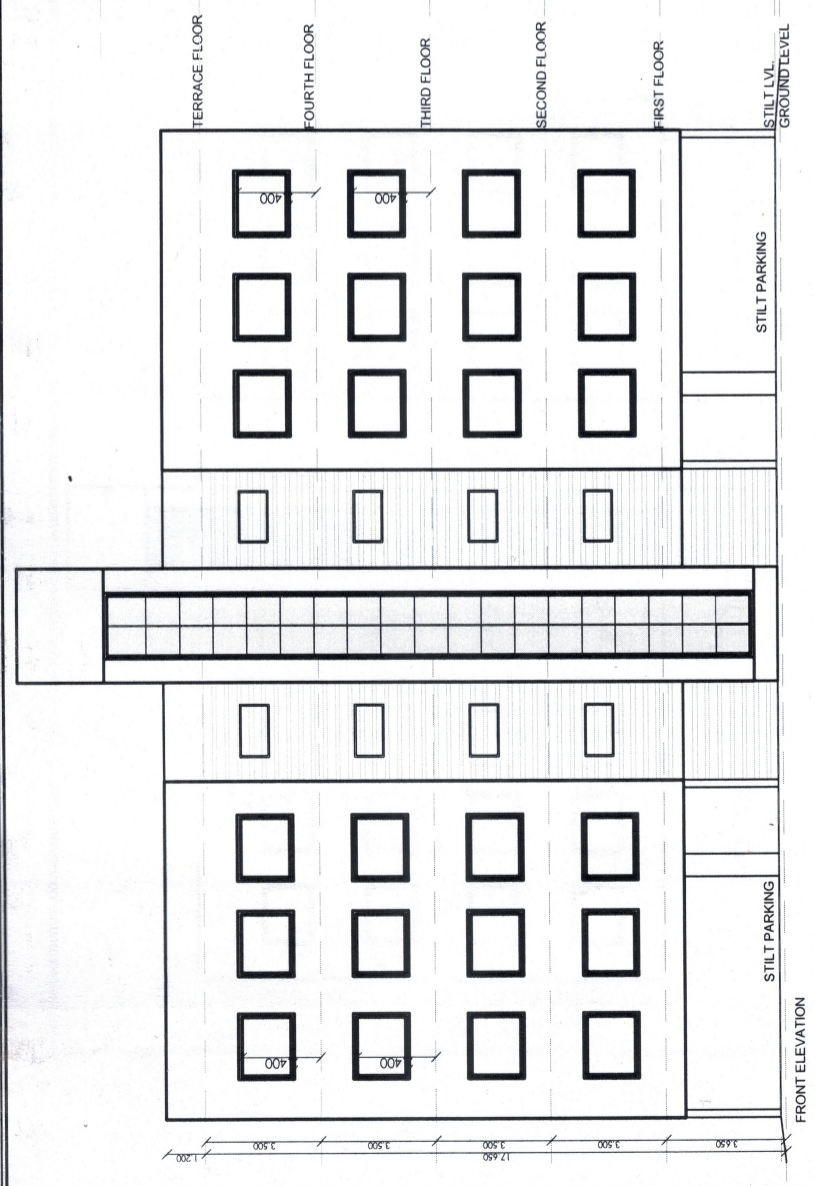 TERRACE FLOOR
FOURTH FLOOR
THIRD FLOOR
SECOND FLOOR
FIRST FLOOR
STILT LVL.
GROUND LEVEL
400
400
400
400
STILT PARKING
STILT PARKING
1.200
3.500
3.500
3.500
3.500
3.650
17.650
FRONT ELEVATION